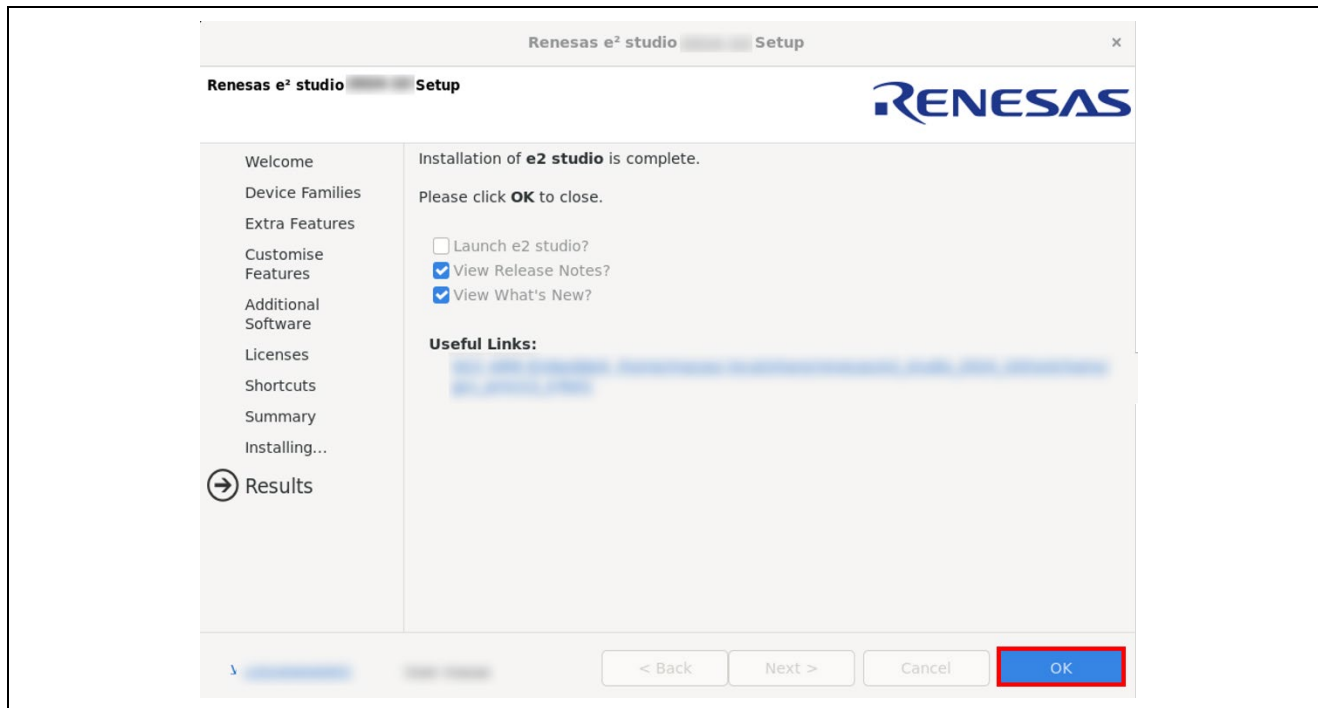 Renesas e² studio Setup
×
Renesas e² studio Setup
RENESAS
Welcome
Device Families
Extra Features
Customise
Features
Additional
Software
Licenses
Shortcuts
Summary
Installing...
Results
Installation of e2 studio is complete.
Please click OK to close.
Launch e2 studio?
View Release Notes?
View What's New?
Useful Links:
< Back
Next >
Cancel
OK